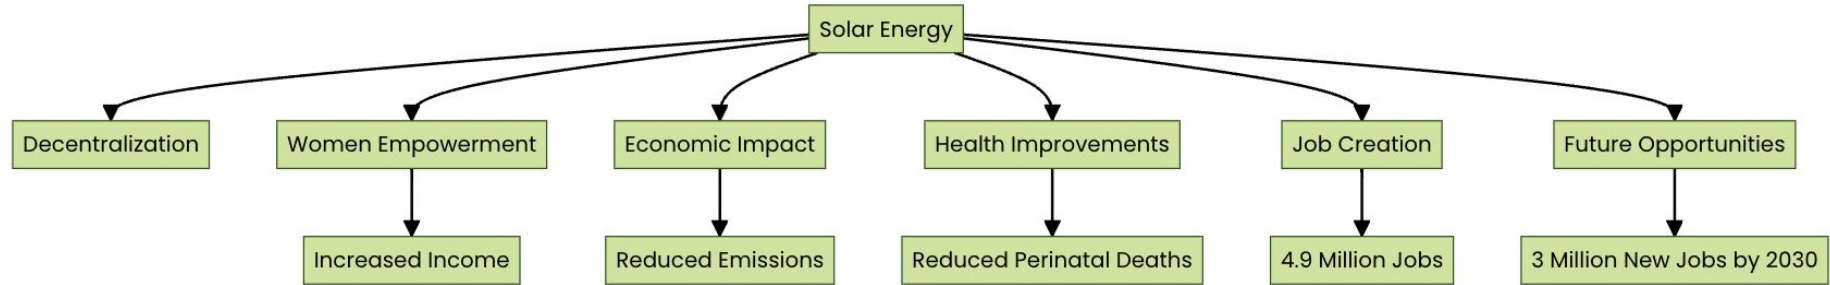 Solar Energy
Decentralization
Women Empowerment
Economic Impact
Health Improvements
Job Creation
Future Opportunities
Increased Income
Reduced Emissions
Reduced Perinatal Deaths
4.9 Million Jobs
3 Million New Jobs by 2030